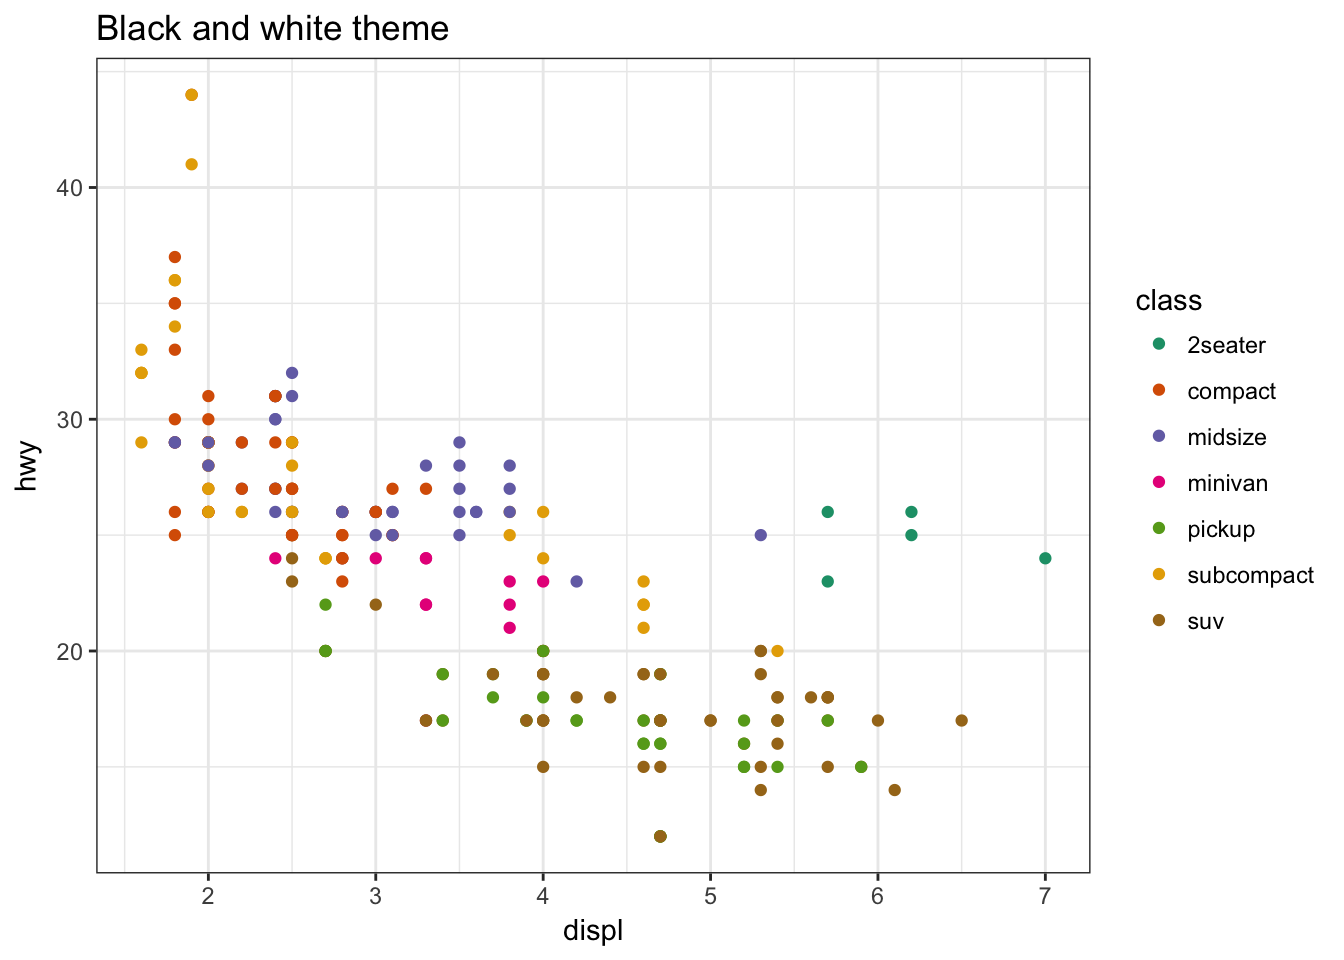 Black and white theme
40
30
20
hwy
2 3 4 5 6 7
displ
class
2seater
compact
midsize
minivan
pickup
subcompact
suv